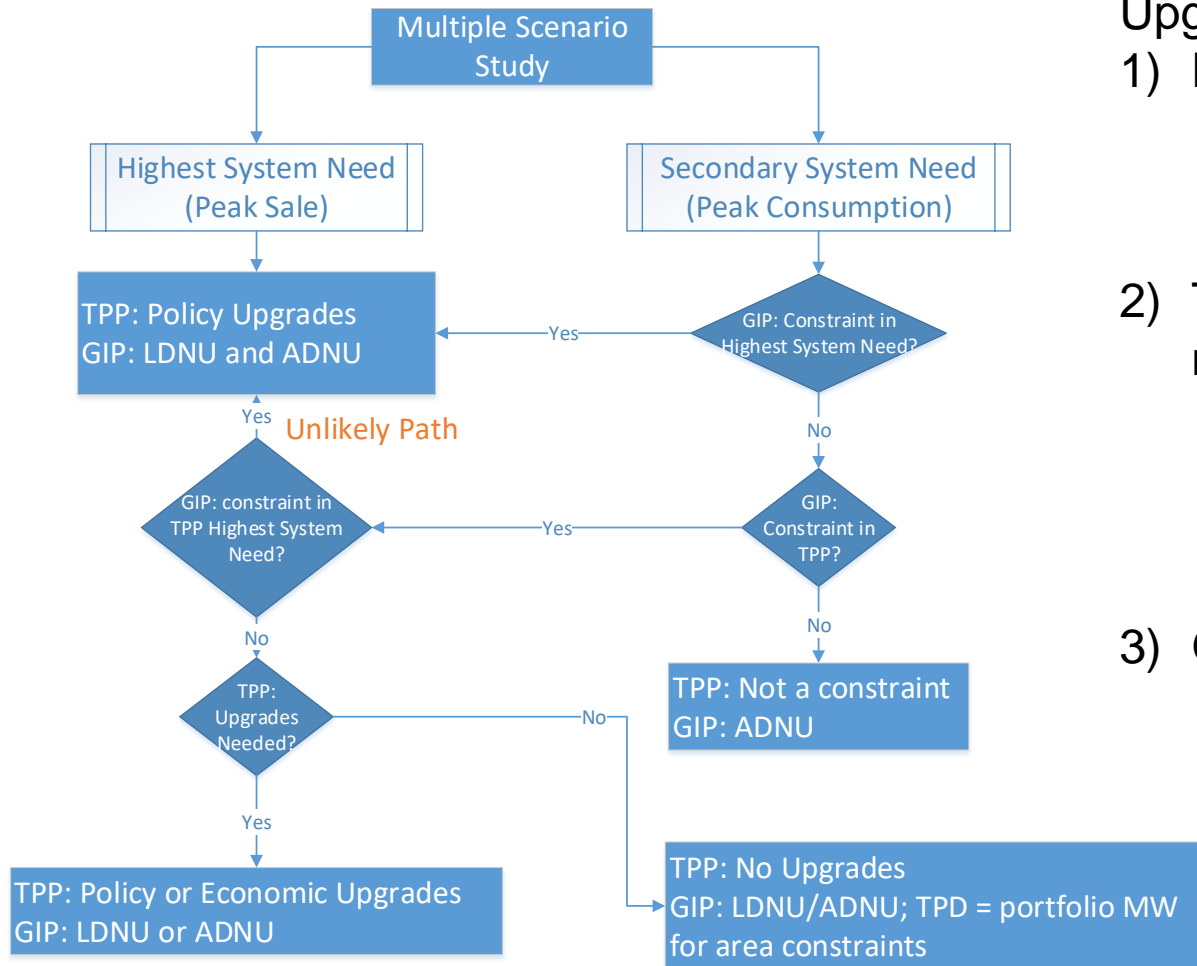 Multiple Scenario
Study
Highest System Need
(Peak Sale)
Secondary System Need
(Peak Consumption)
TPP: Policy Upgrades
GIP: LDNU and ADNU
Yes
GIP: Constraint in
Highest System Need?
Yes
Unlikely Path
No
GIP: constraint in
TPP Highest System
Need?
Yes
GIP:
Constraint in
TPP?
No
No
TPP:
Upgrades
Needed?
No
TPP: Not a constraint
GIP: ADNU
Yes
TPP: Policy or Economic Upgrades
GIP: LDNU or ADNU
TPP: No Upgrades
GIP: LDNU/ADNU; TPD = portfolio MW
for area constraints
1)
2)
3)